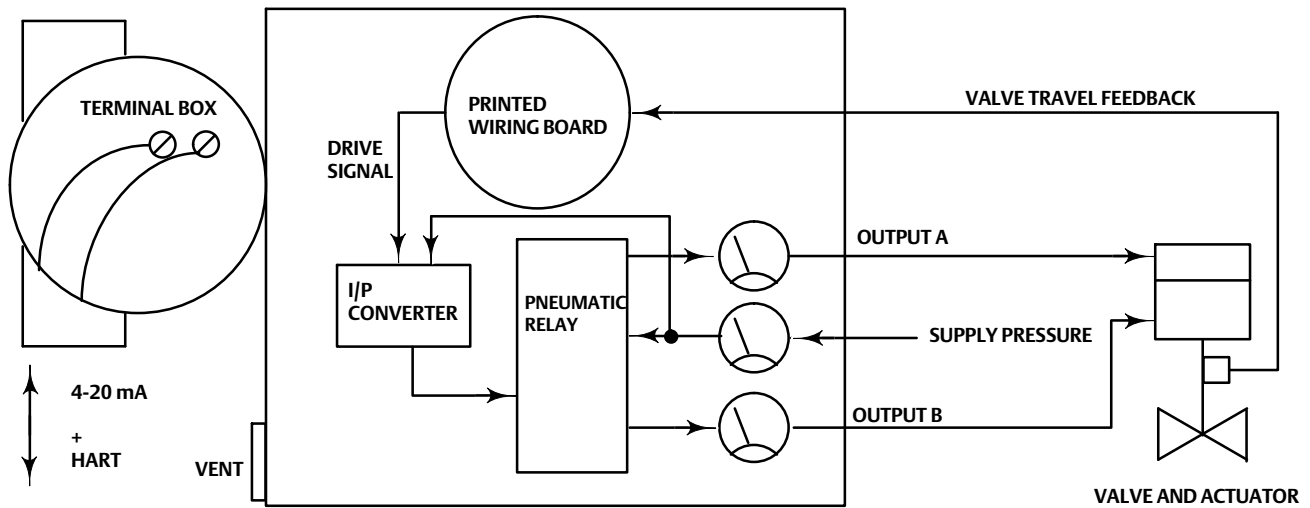 TERMINAL BOX
PRINTED
WIRING BOARD
VALVE TRAVEL FEEDBACK
DRIVE
SIGNAL
OUTPUT A
I/P
CONVERTER
PNEUMATIC
RELAY
SUPPLY PRESSURE
4-20 mA
+
HART
OUTPUT B
VENT
VALVE AND ACTUATOR